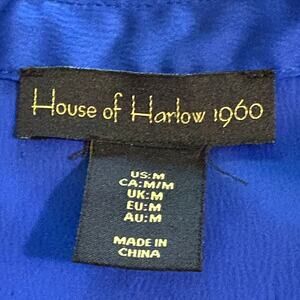 House of Harlow 1960
US:M
CA:M/M
UK:M
EU:M
AU:M
MADE IN
CHINA